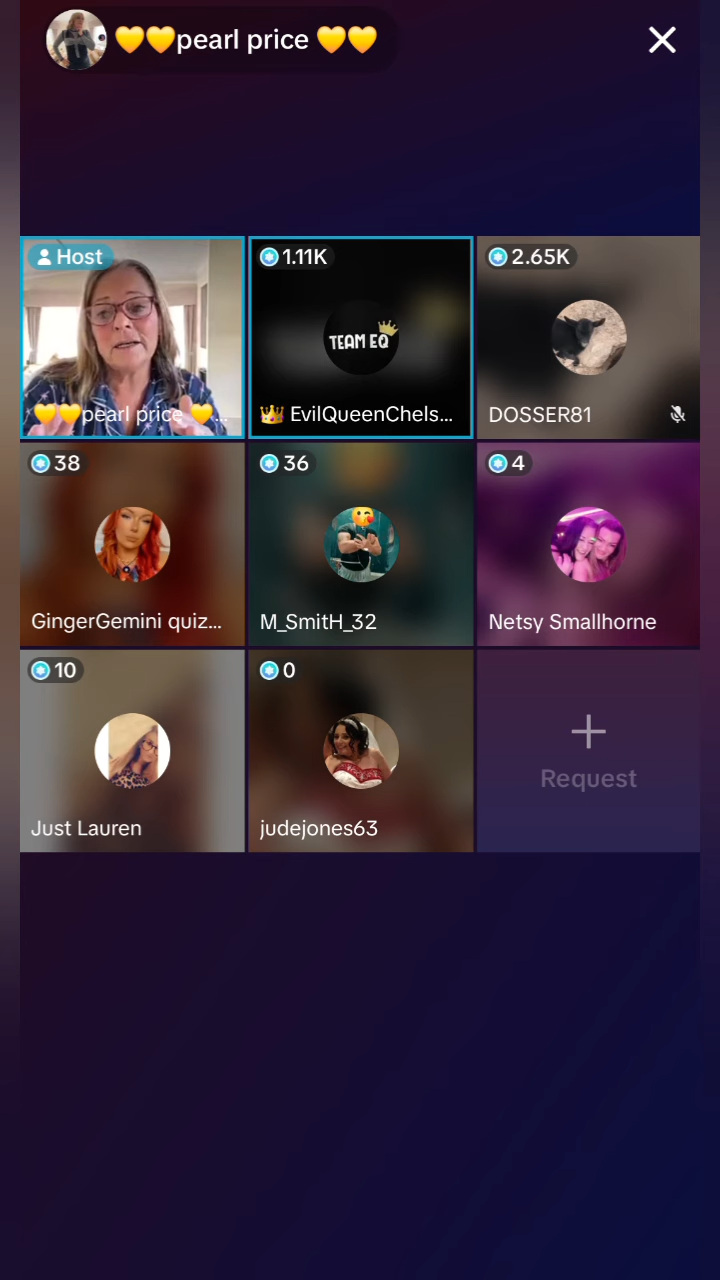 💛💛pearl price 💛💛
Host
💛💛pearl price 💛...
1.11K
TEAM EQ
👑 EvilQueenChels...
2.65K
DOSSER81
38
GingerGemini quiz...
36
M_SmitH_32
4
Netsy Smallhorne
10
Just Lauren
0
judejones63
Request